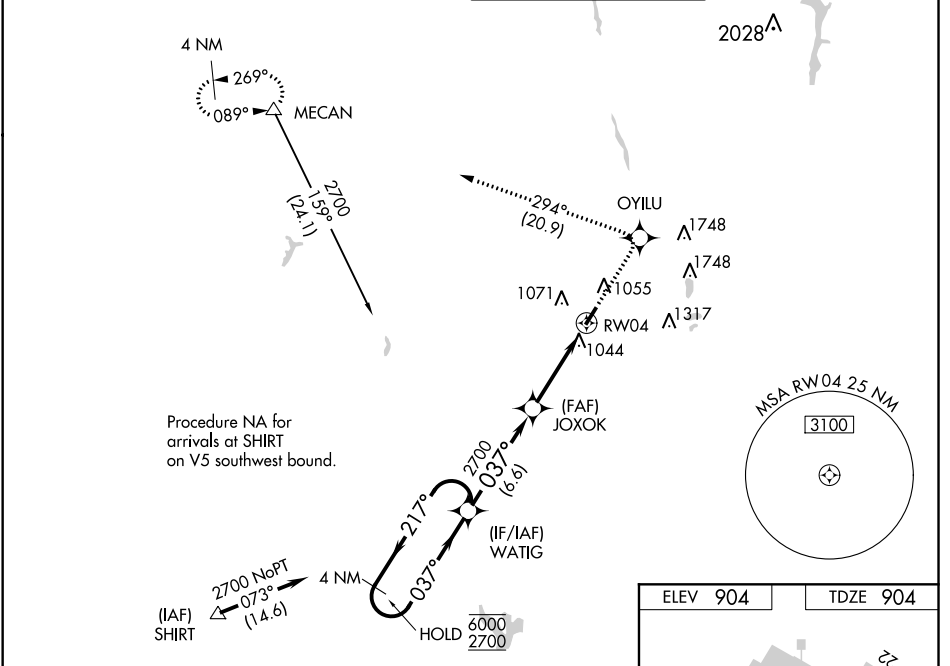 2028
4 NM
269°
089°
MECAN
2700
159°
(24.1)
294°
(20.9)
OYILU
1748
1748
1071
1055
1317
RW04
1044
(FAF)
JOXOK
Procedure NA for
arrivals at SHIRT
on V5 southwest bound.
2700
037°
(6.6)
MSA RW04 25 NM
3100
217°
037°
(IF/IAF)
WATIG
2700 NoPT
073°
(14.6)
(IAF)
SHIRT
4 NM
HOLD
6000
2700
ELEV 904
TDZE 904
22